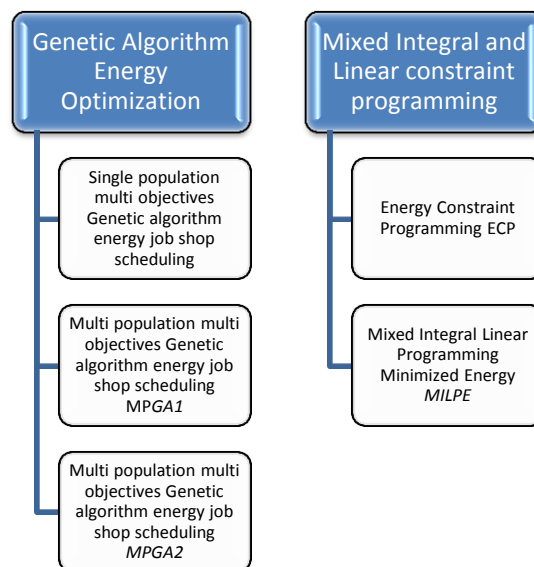 Genetic Algorithm
Energy
Optimization
Single population
multi objectives
Genetic algorithm
energy job shop
scheduling
Multi population multi
objectives Genetic
algorithm energy job
shop scheduling
MPGA1
Multi population multi
objectives Genetic
algorithm energy job
shop scheduling
MPGA2
Mixed Integral and
Linear constraint
programming
Energy Constraint
Programming ECP
Mixed Integral Linear
Programming
Minimized Energy
MILPE